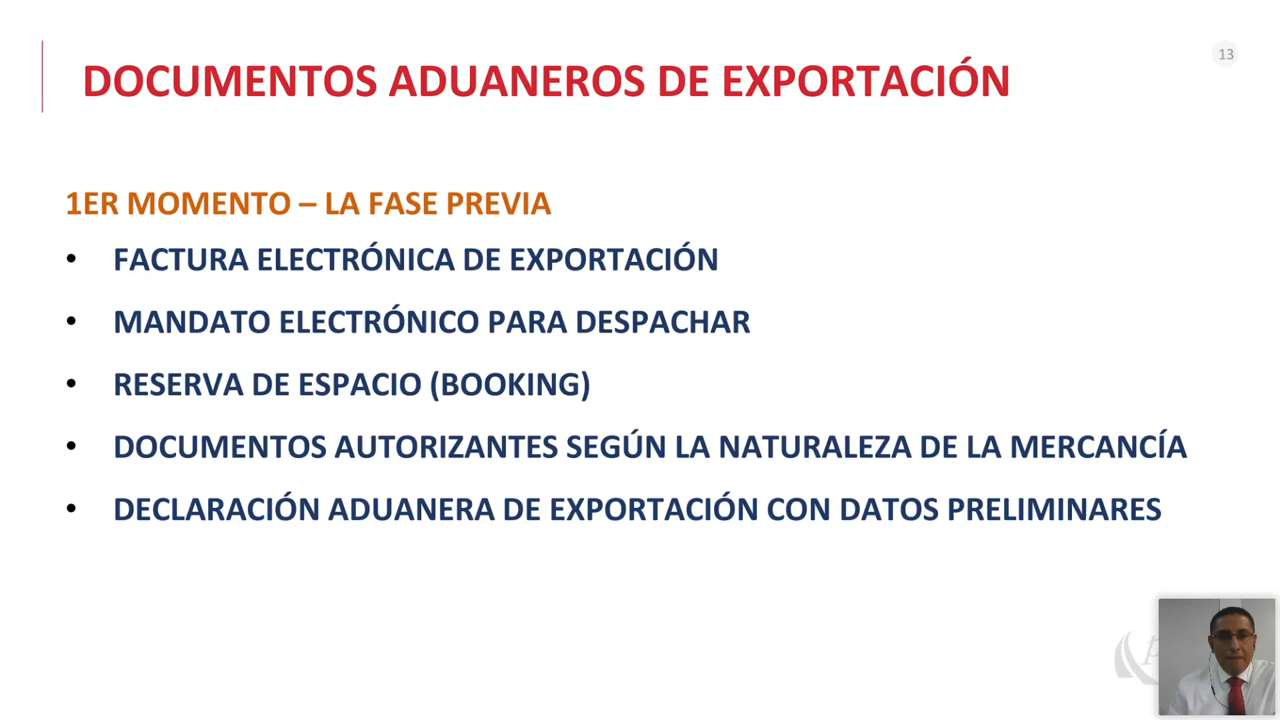 13
DOCUMENTOS ADUANEROS DE EXPORTACIÓN
1ER MOMENTO – LA FASE PREVIA
• FACTURA ELECTRÓNICA DE EXPORTACIÓN
• MANDATO ELECTRÓNICO PARA DESPACHAR
• RESERVA DE ESPACIO (BOOKING)
• DOCUMENTOS AUTORIZANTES SEGÚN LA NATURALEZA DE LA MERCANCÍA
• DECLARACIÓN ADUANERA DE EXPORTACIÓN CON DATOS PRELIMINARES